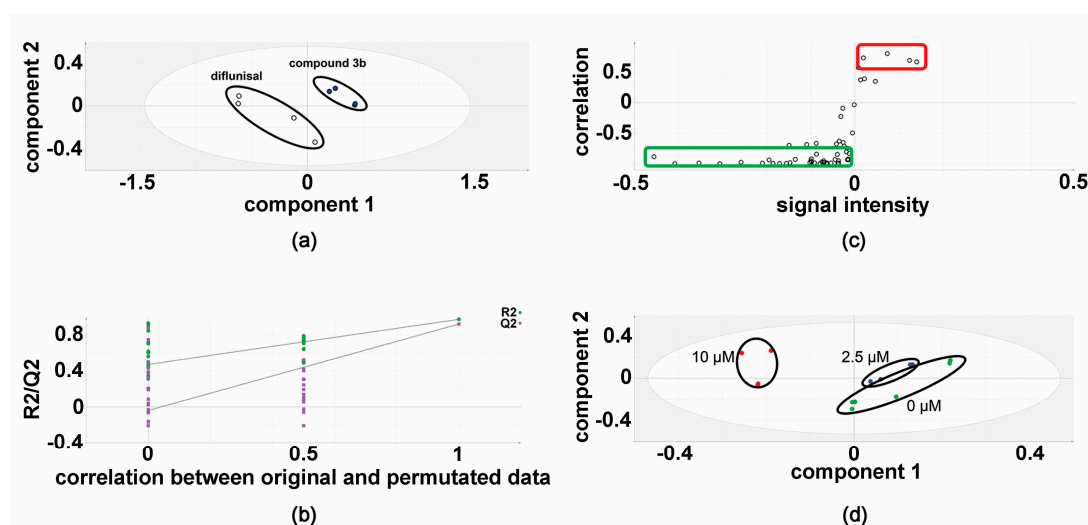 component 2
0.4
0
-0.4
diflunisal
compound 3b
-1.5
0
1.5
component 1
(a)
correlation
0.5
0
-0.5
-0.5
0
0.5
signal intensity
(c)
R2/Q2
0.8
0.4
0
-0.4
R2
Q2
0
0.5
1
correlation between original and permutated data
(b)
component 2
0.4
0
-0.4
10 µM
2.5 µM
0 µM
-0.4
0
0.4
component 1
(d)